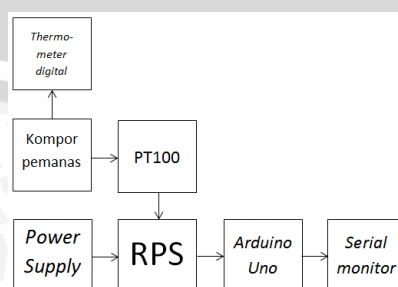 Thermo-
meter
digital
Kompor
pemanas
PT100
Power
Supply
RPS
Arduino
Uno
Serial
monitor